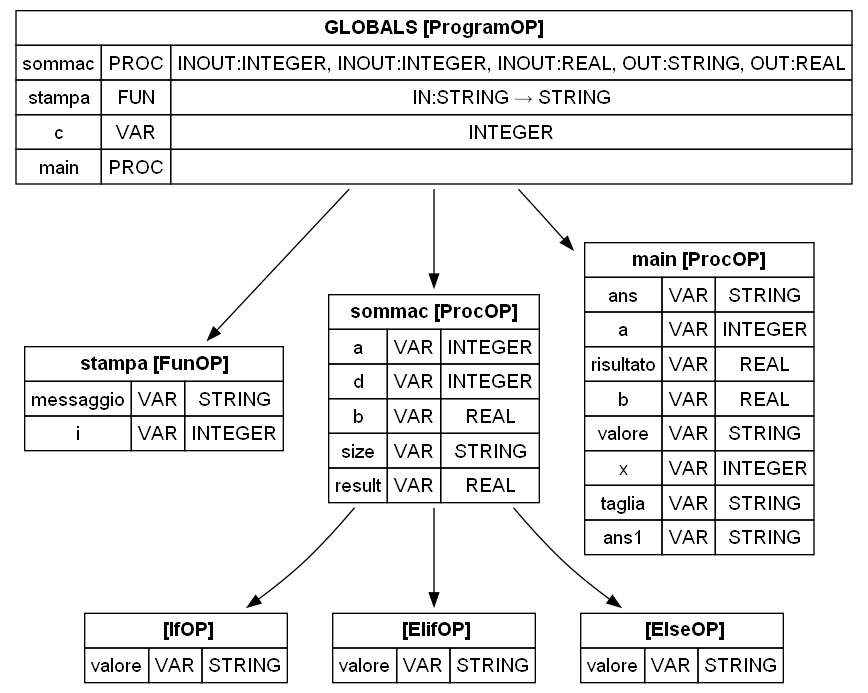 GLOBALS [ProgramOP]
sommac PROC INOUT:INTEGER, INOUT:INTEGER, INOUT:REAL, OUT:STRING, OUT:REAL
stampa FUN IN:STRING → STRING
c VAR INTEGER
main PROC
stampa [FunOP]
messaggio VAR STRING
i VAR INTEGER
sommac [ProcOP]
a VAR INTEGER
d VAR INTEGER
b VAR REAL
size VAR STRING
result VAR REAL
main [ProcOP]
ans VAR STRING
a VAR INTEGER
risultato VAR REAL
b VAR REAL
valore VAR STRING
x VAR INTEGER
taglia VAR STRING
ans1 VAR STRING
[IfOP]
valore VAR STRING
[ElifOP]
valore VAR STRING
[ElseOP]
valore VAR STRING